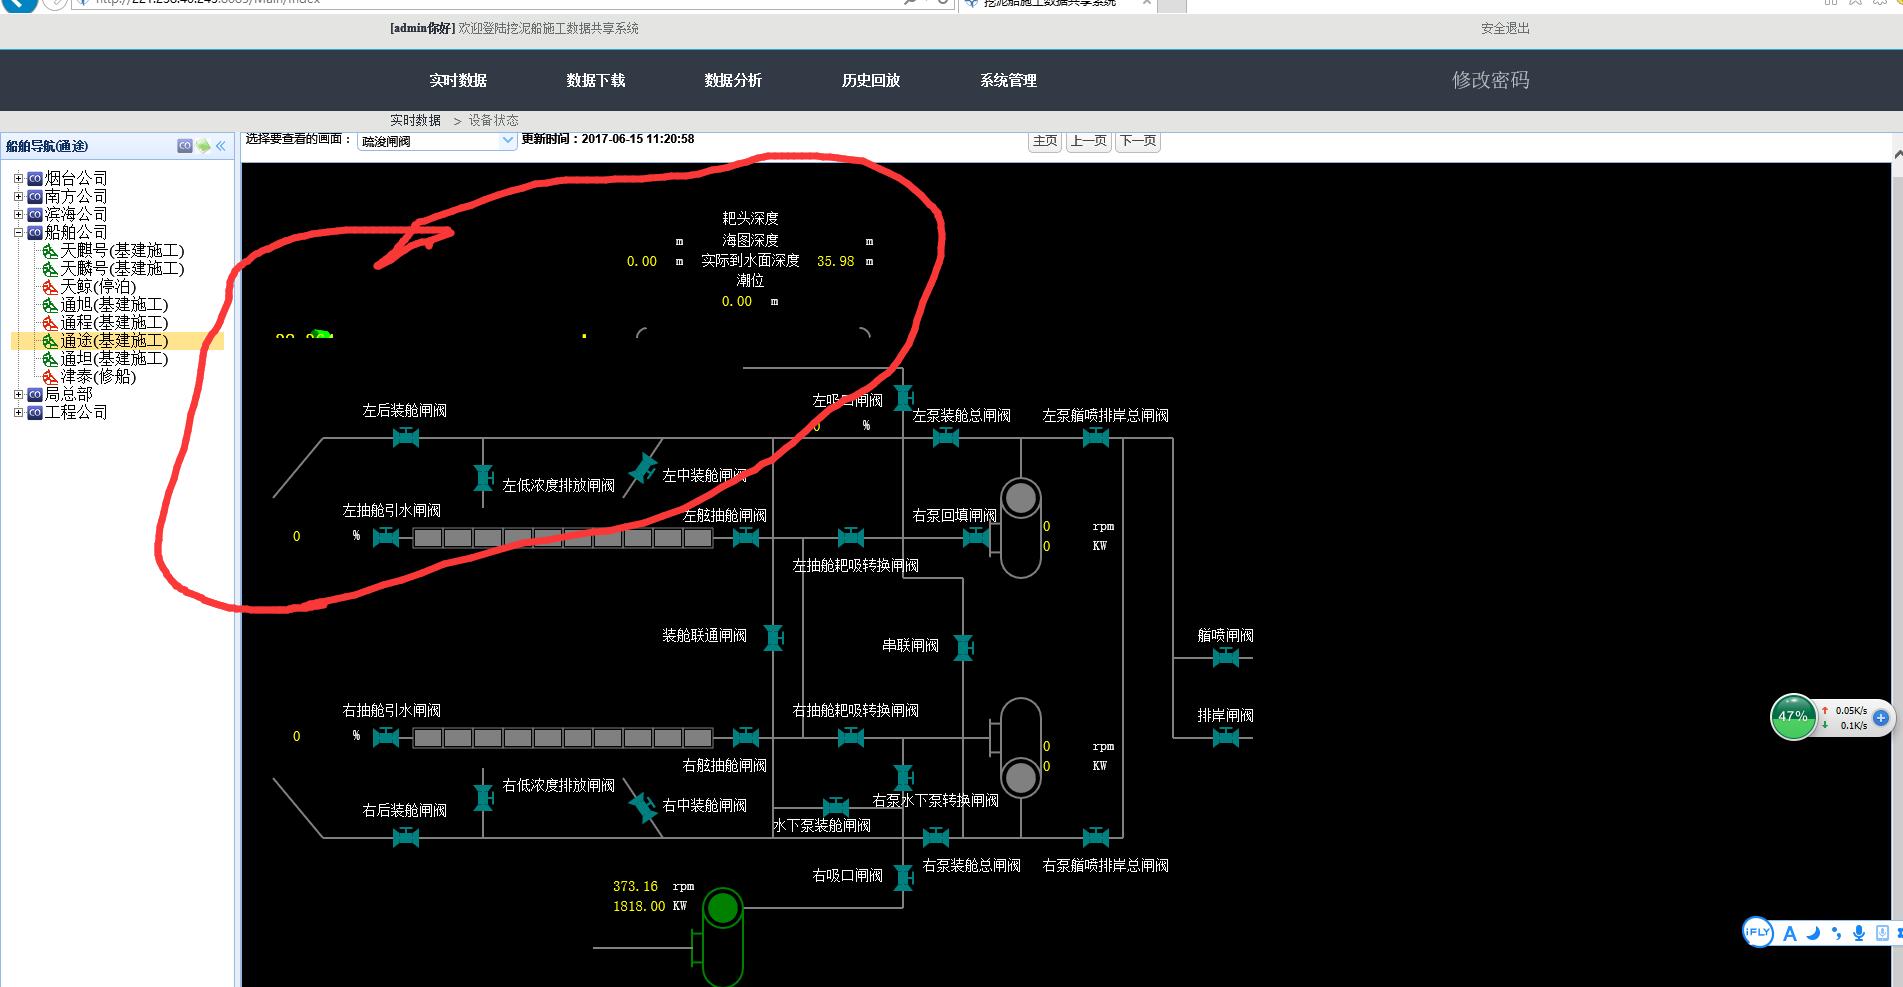 挖泥船施工数据共享系统
[admin你好] 欢迎登陆挖泥船施工数据共享系统
安全退出
实时数据 数据下载 数据分析 历史回放 系统管理 修改密码
实时数据 > 设备状态
船舶导航(通途)
选择要查看的画面： 疏浚闸阀 更新时间：2017-06-15 11:20:58 主页 上一页 下一页
烟台公司
南方公司
滨海公司
船舶公司
天麒号(基建施工)
天麟号(基建施工)
天鲸(停泊)
通旭(基建施工)
通程(基建施工)
通途(基建施工)
通坦(基建施工)
津泰(修船)
局总部
工程公司
耙头深度
m 海图深度 m
0.00 m 实际到水面深度 35.98 m
潮位
0.00 m
左吸口闸阀
0 %
左后装舱闸阀
左泵装舱总闸阀
左泵艏喷排岸总闸阀
左低浓度排放闸阀
左中装舱闸阀
左抽舱引水闸阀
左舷抽舱闸阀
右泵回填闸阀
0 %
0 rpm
0 KW
左抽舱耙吸转换闸阀
装舱联通闸阀
串联闸阀
艏喷闸阀
右抽舱引水闸阀
右抽舱耙吸转换闸阀
排岸闸阀
0 %
0 rpm
0 KW
右舷抽舱闸阀
右低浓度排放闸阀
右后装舱闸阀
右中装舱闸阀
右泵水下泵转换闸阀
水下泵装舱闸阀
右泵装舱总闸阀
右泵艏喷排岸总闸阀
右吸口闸阀
373.16 rpm
1818.00 KW
47%
0.05K/s
0.1K/s
iFLY A